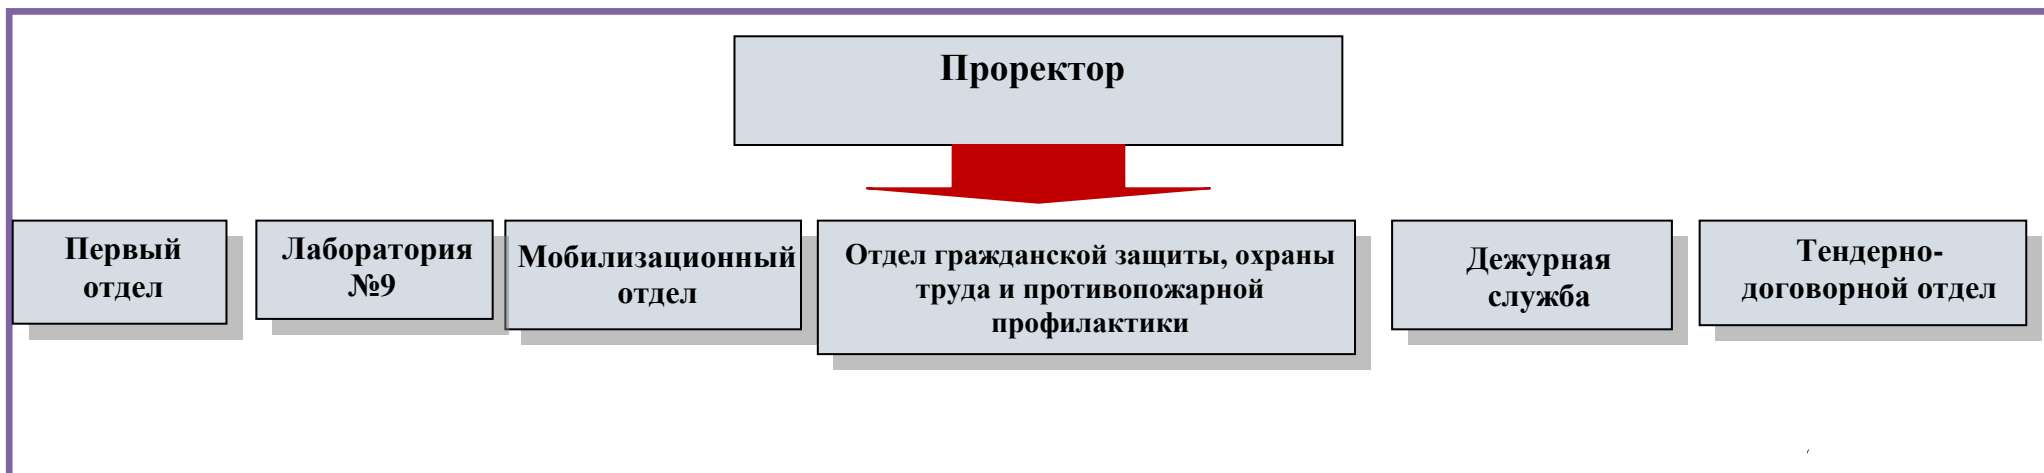 Проректор
Первый
отдел
Лаборатория
№9
Мобилизационный
отдел
Отдел гражданской защиты, охраны
труда и противопожарной
профилактики
Дежурная
служба
Тендерно-
договорной отдел